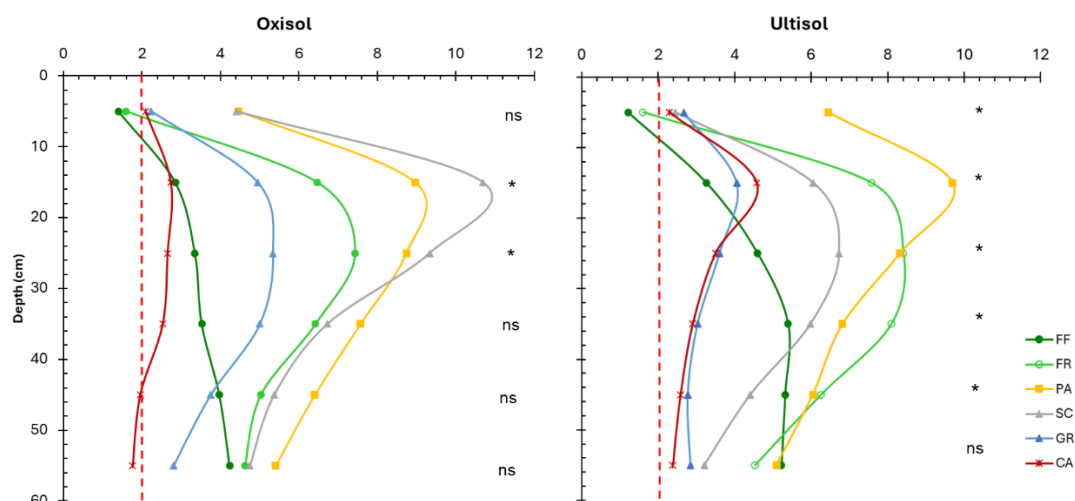 Oxisol
Ultisol
0 2 4 6 8 10 12
0 2 4 6 8 10 12
0
10
20
30
40
50
60
Depth (cm)
ns
*
*
ns
ns
ns
*
*
*
*
*
ns
FF
FR
PA
SC
GR
CA